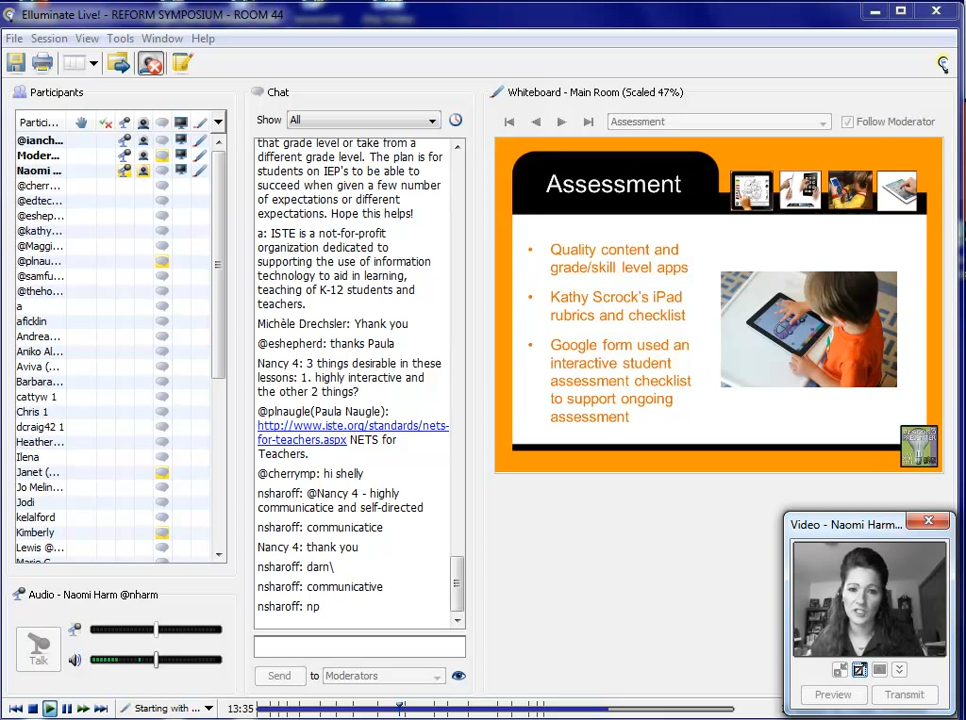 Elluminate Live! - REFORM SYMPOSIUM - ROOM 44
File Session View Tools Window Help
Participants
Partici...
@ianch...
Moder...
Naomi ...
@cherr...
@edtec...
@eshep...
@kathy...
@Maggi...
@plnau...
@samfu...
@theho...
a
aficklin
Andrea...
Aniko Al...
Aviva (...
Barbara...
cattyw 1
Chris 1
dcraig42 1
Heather...
Ilena
Janet (...
Jo Melin...
Jodi
kelalford
Kimberly
Lewis @...
Audio - Naomi Harm @nharm
Talk
Chat
Show All
that grade level or take from a
different grade level. The plan is for
students on IEP's to be able to
succeed when given a few number
of expectations or different
expectations. Hope this helps!
a: ISTE is a not-for-profit
organization dedicated to
supporting the use of information
technology to aid in learning,
teaching of K-12 students and
teachers.
Michèle Drechsler: Yhank you
@eshepherd: thanks Paula
Nancy 4: 3 things desirable in these
lessons: 1. highly interactive and
the other 2 things?
@plnaugle(Paula Naugle):
http://www.iste.org/standards/nets-
for-teachers.aspx NETS for
Teachers.
@cherrymp: hi shelly
nsharoff: @Nancy 4 - highly
communicatice and self-directed
nsharoff: communicatice
Nancy 4: thank you
nsharoff: darn\
nsharoff: communicative
nsharoff: np
Send to Moderators
Whiteboard - Main Room (Scaled 47%)
Assessment
Follow Moderator
Assessment
• Quality content and
grade/skill level apps
• Kathy Scrock's iPad
rubrics and checklist
• Google form used an
interactive student
assessment checklist
to support ongoing
assessment
Video - Naomi Harm...
Preview Transmit
Starting with ... 13:35